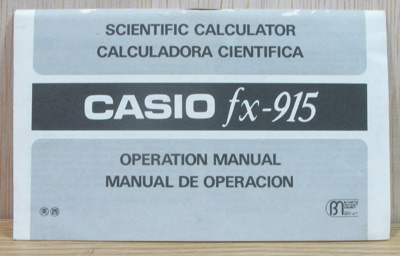 SCIENTIFIC CALCULATOR
CALCULADORA CIENTIFICA
CASIO fx-915
OPERATION MANUAL
MANUAL DE OPERACION